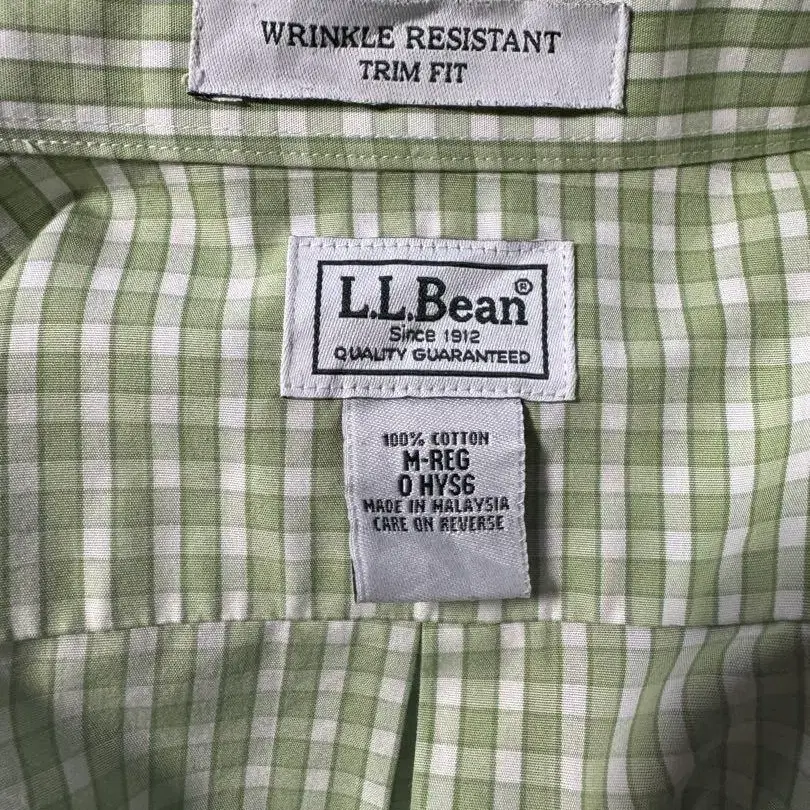 WRINKLE RESISTANT
TRIM FIT
L.L.Bean®
Since 1912
QUALITY GUARANTEED
100% COTTON
M-REG
0 HYS6
MADE IN MALAYSIA
CARE ON REVERSE